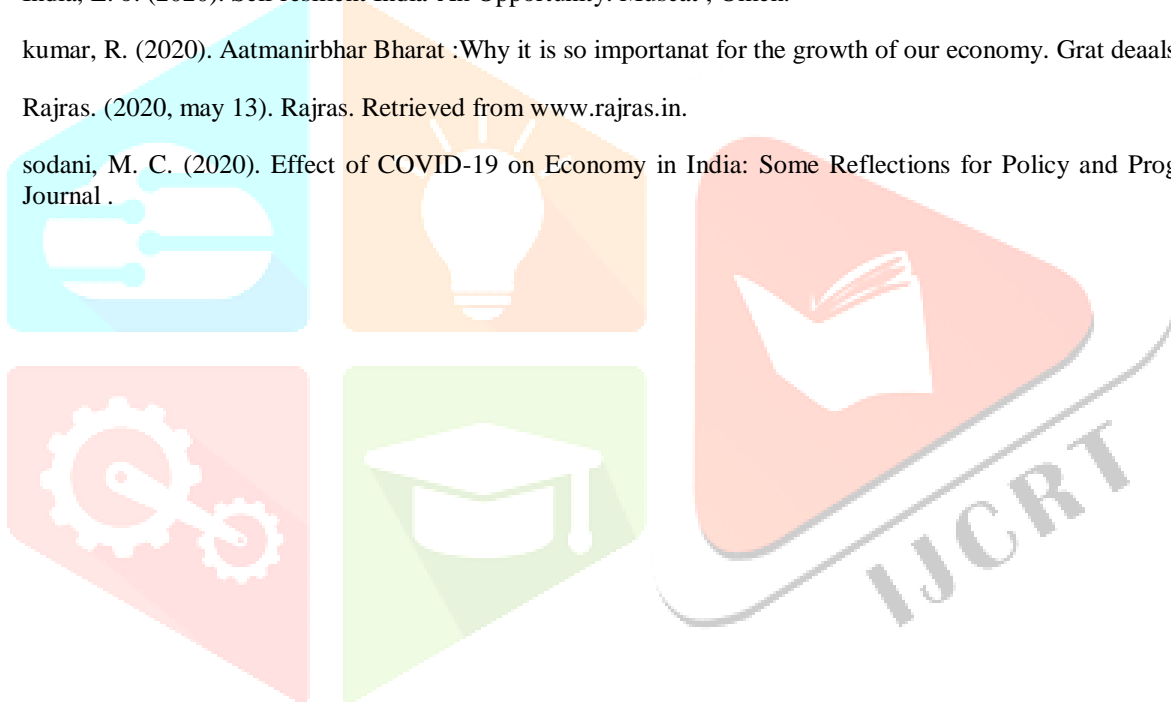 kumar, R. (2020). Aatmanirbhar Bharat :Why it is so importanat for the growth of our economy. Grat deaals
Rajras. (2020, may 13). Rajras. Retrieved from www.rajras.in.
sodani, M. C. (2020). Effect of COVID-19 on Economy in India: Some Reflections for Policy and Prog
Journal .
IJCRT